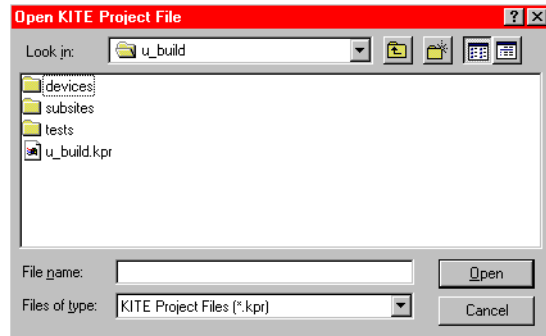 Open KITE Project File
Look in: u_build
devices
subsites
tests
u_build.kpr
File name: Open
Files of type: KITE Project Files (*.kpr) Cancel